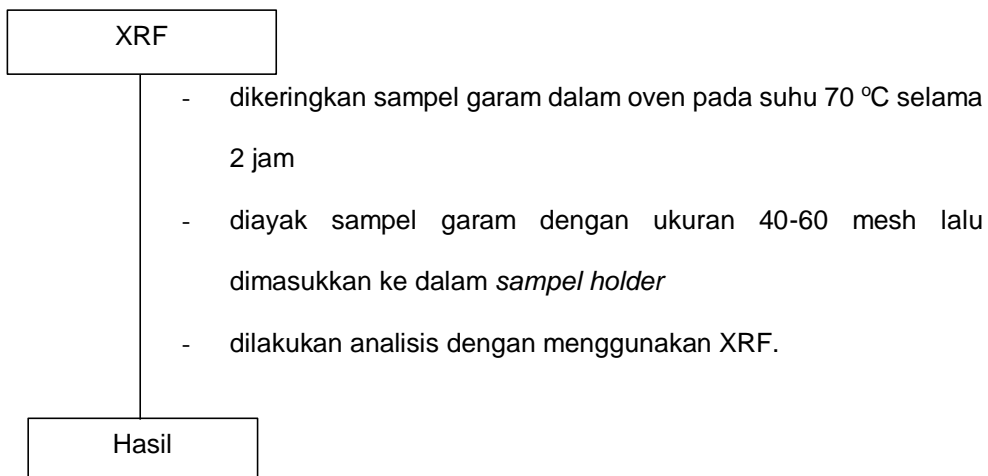 XRF
- dikeringkan sampel garam dalam oven pada suhu 70 ºC selama
2 jam
- diayak sampel garam dengan ukuran 40-60 mesh lalu
dimasukkan ke dalam sampel holder
- dilakukan analisis dengan menggunakan XRF.
Hasil